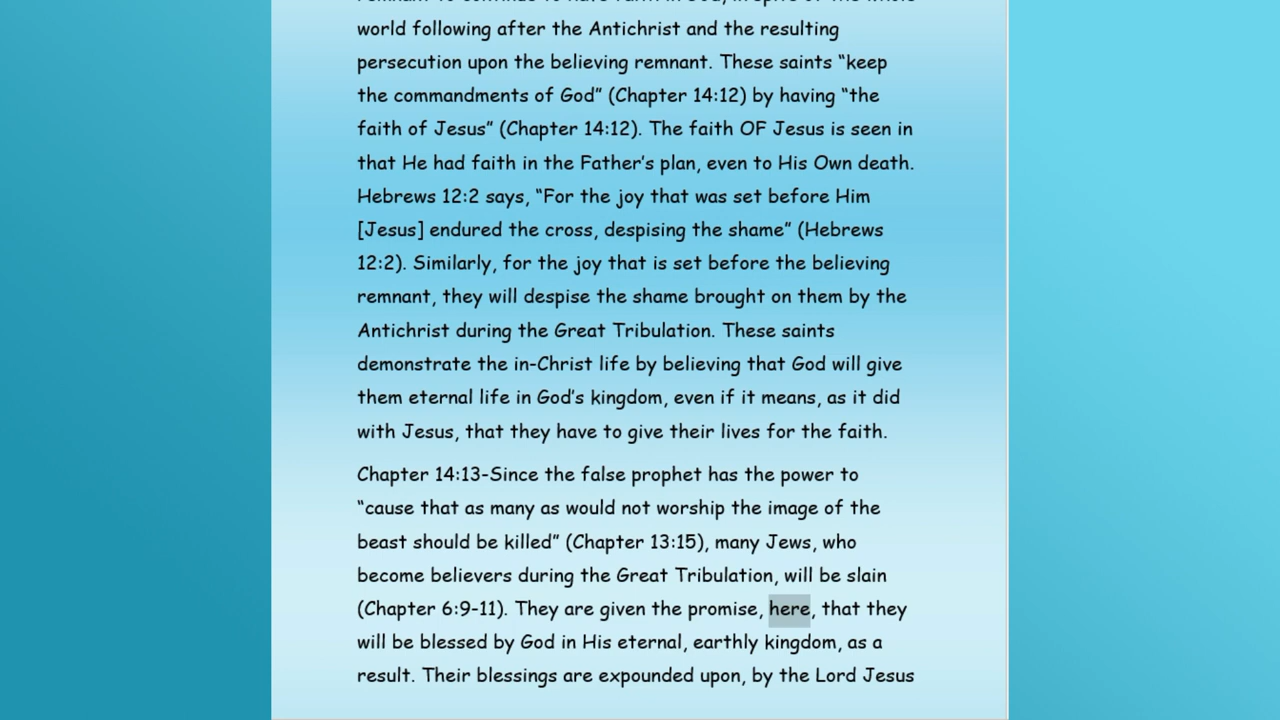 world following after the Antichrist and the resulting
persecution upon the believing remnant. These saints “keep
the commandments of God” (Chapter 14:12) by having “the
faith of Jesus” (Chapter 14:12). The faith OF Jesus is seen in
that He had faith in the Father’s plan, even to His Own death.
Hebrews 12:2 says, “For the joy that was set before Him
[Jesus] endured the cross, despising the shame” (Hebrews
12:2). Similarly, for the joy that is set before the believing
remnant, they will despise the shame brought on them by the
Antichrist during the Great Tribulation. These saints
demonstrate the in-Christ life by believing that God will give
them eternal life in God’s kingdom, even if it means, as it did
with Jesus, that they have to give their lives for the faith.
Chapter 14:13-Since the false prophet has the power to
“cause that as many as would not worship the image of the
beast should be killed” (Chapter 13:15), many Jews, who
become believers during the Great Tribulation, will be slain
(Chapter 6:9-11). They are given the promise, here, that they
will be blessed by God in His eternal, earthly kingdom, as a
result. Their blessings are expounded upon, by the Lord Jesus